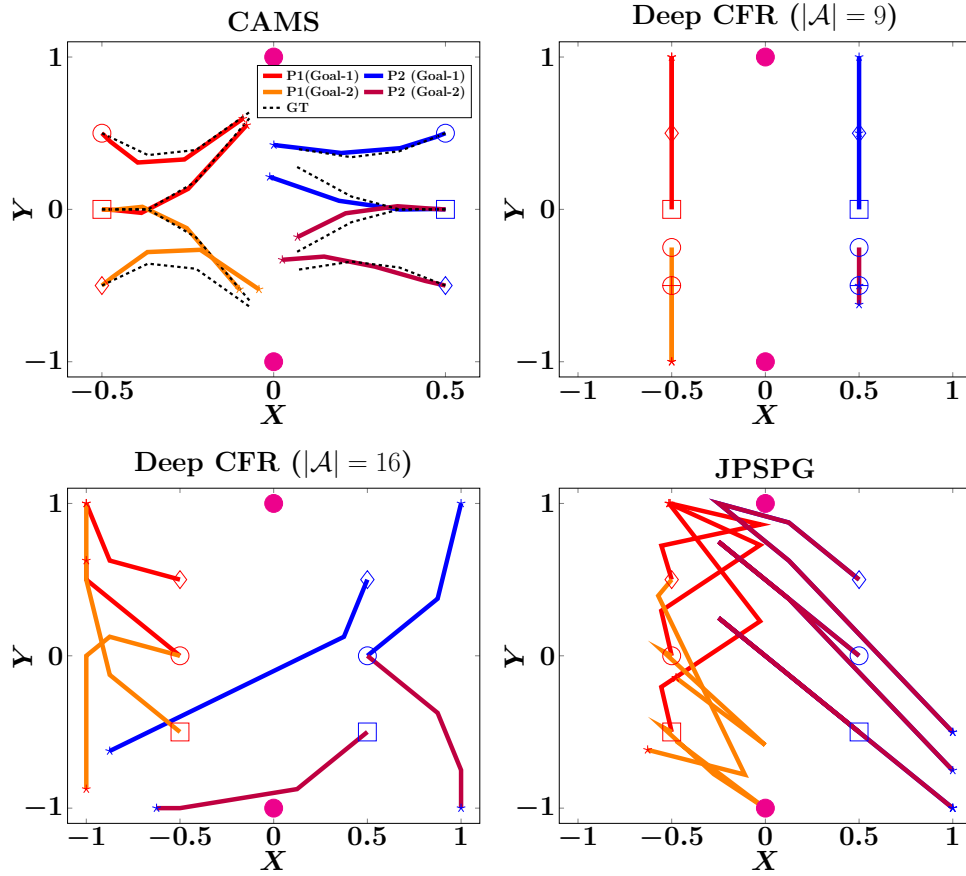 CAMS
P1(Goal-1) P2 (Goal-1)
P1(Goal-2) P2 (Goal-2)
GT
1
0
−1
Y
−0.5 0 0.5
X
Deep CFR (|𝒜| = 9)
1
0
−1
Y
−1 −0.5 0 0.5 1
X
Deep CFR (|𝒜| = 16)
1
0
−1
Y
−1 −0.5 0 0.5 1
X
JPSPG
1
0
−1
Y
−1 −0.5 0 0.5 1
X